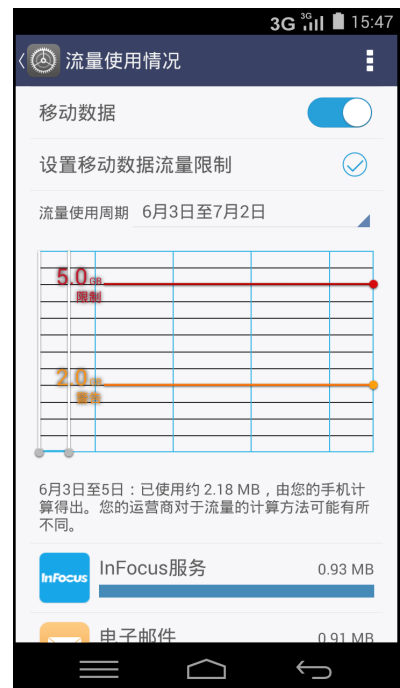 3G 3G 15:47
流量使用情况
移动数据
设置移动数据流量限制
流量使用周期 6月3日至7月2日
5.0 GB
限制
2.0 GB
警告
6月3日至5日：已使用约 2.18 MB，由您的手机计
算得出。您的运营商对于流量的计算方法可能有所
不同。
InFocus
InFocus服务 0.93 MB
电子邮件 0.91 MB